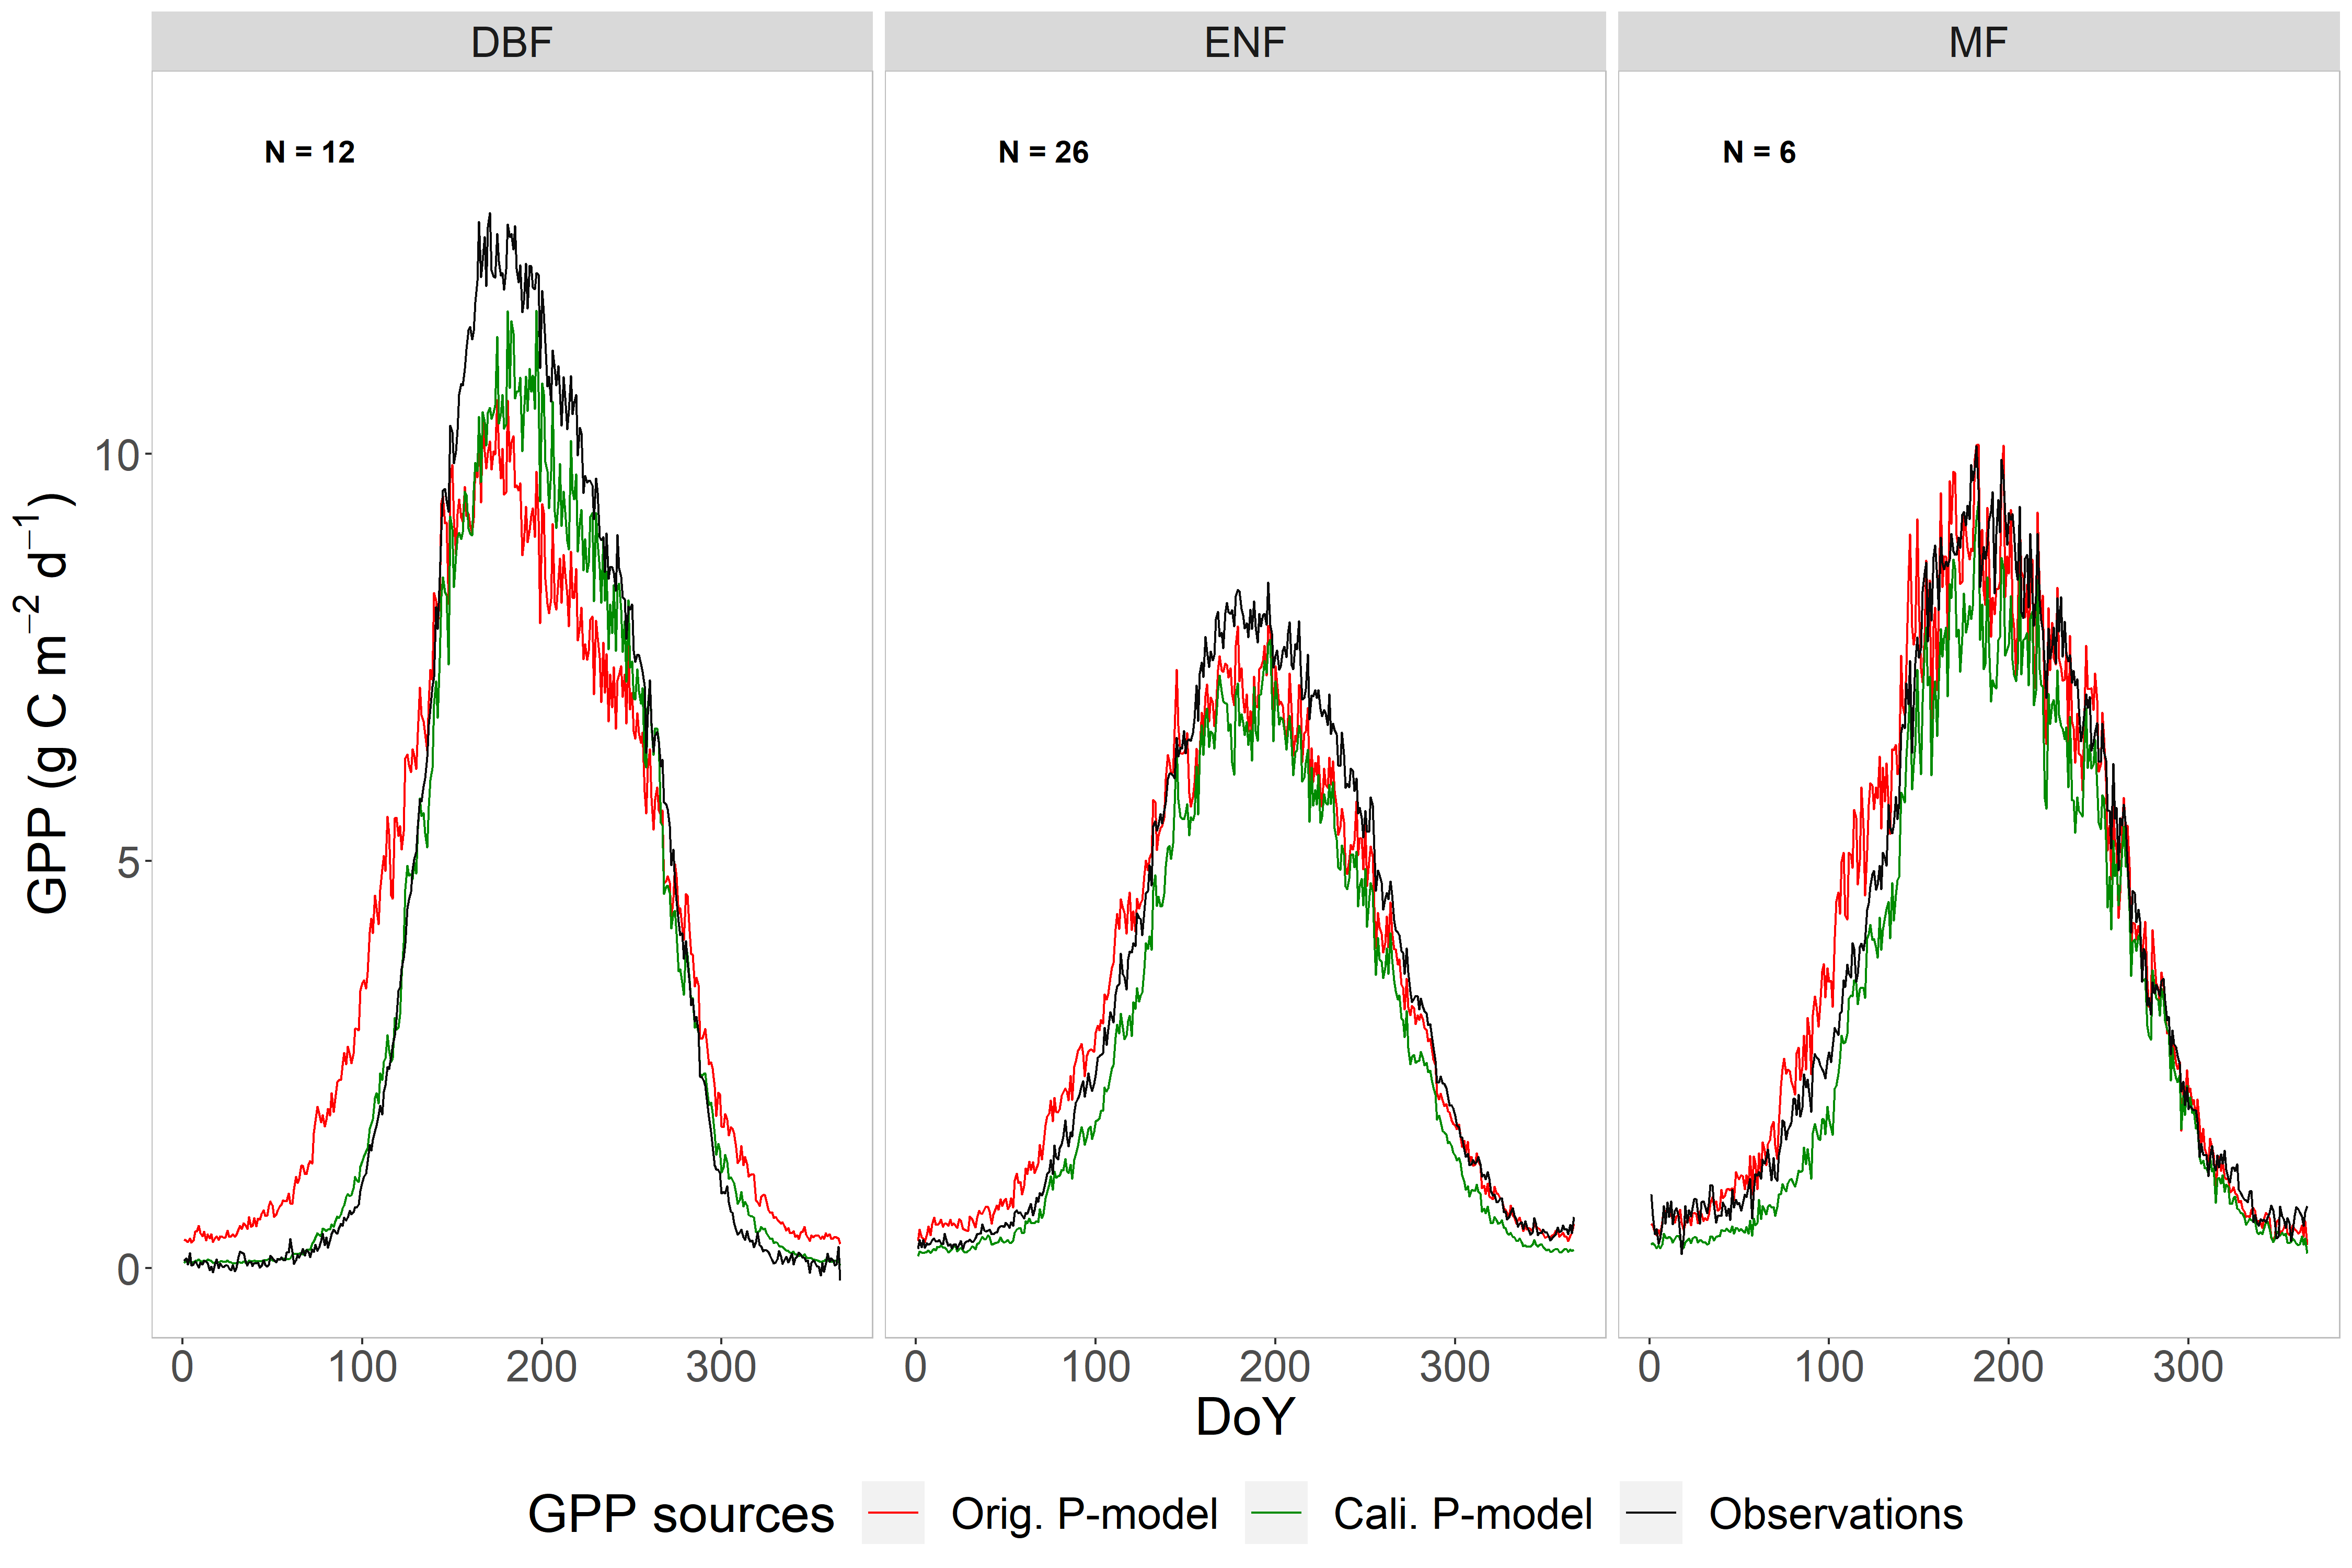 DBF ENF MF
N = 12 N = 26 N = 6
GPP (g C m⁻² d⁻¹)
10
5
0
0 100 200 300 0 100 200 300 0 100 200 300
DoY
GPP sources Orig. P-model Cali. P-model Observations